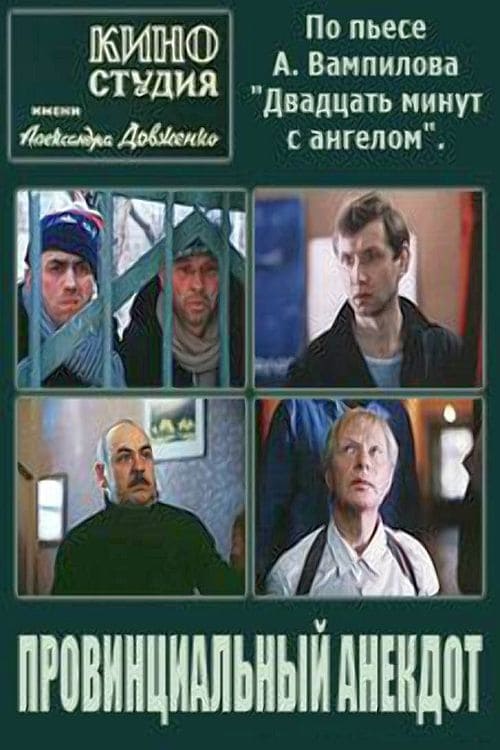 КИНО
СТУДИЯ
ИМЕНИ
Александра Довженко
По пьесе
А. Вампилова
"Двадцать минут
с ангелом".
ПРОВИНЦИАЛЬНЫЙ АНЕКДОТ